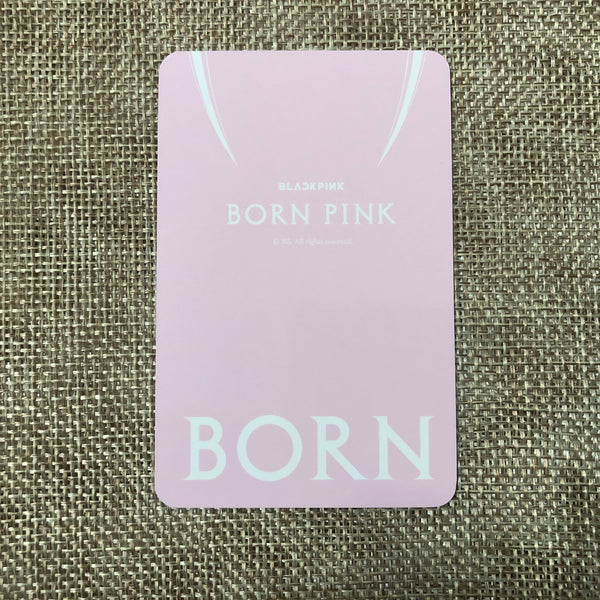 BLACKPINK
BORN PINK
© YG. All rights reserved.
BORN